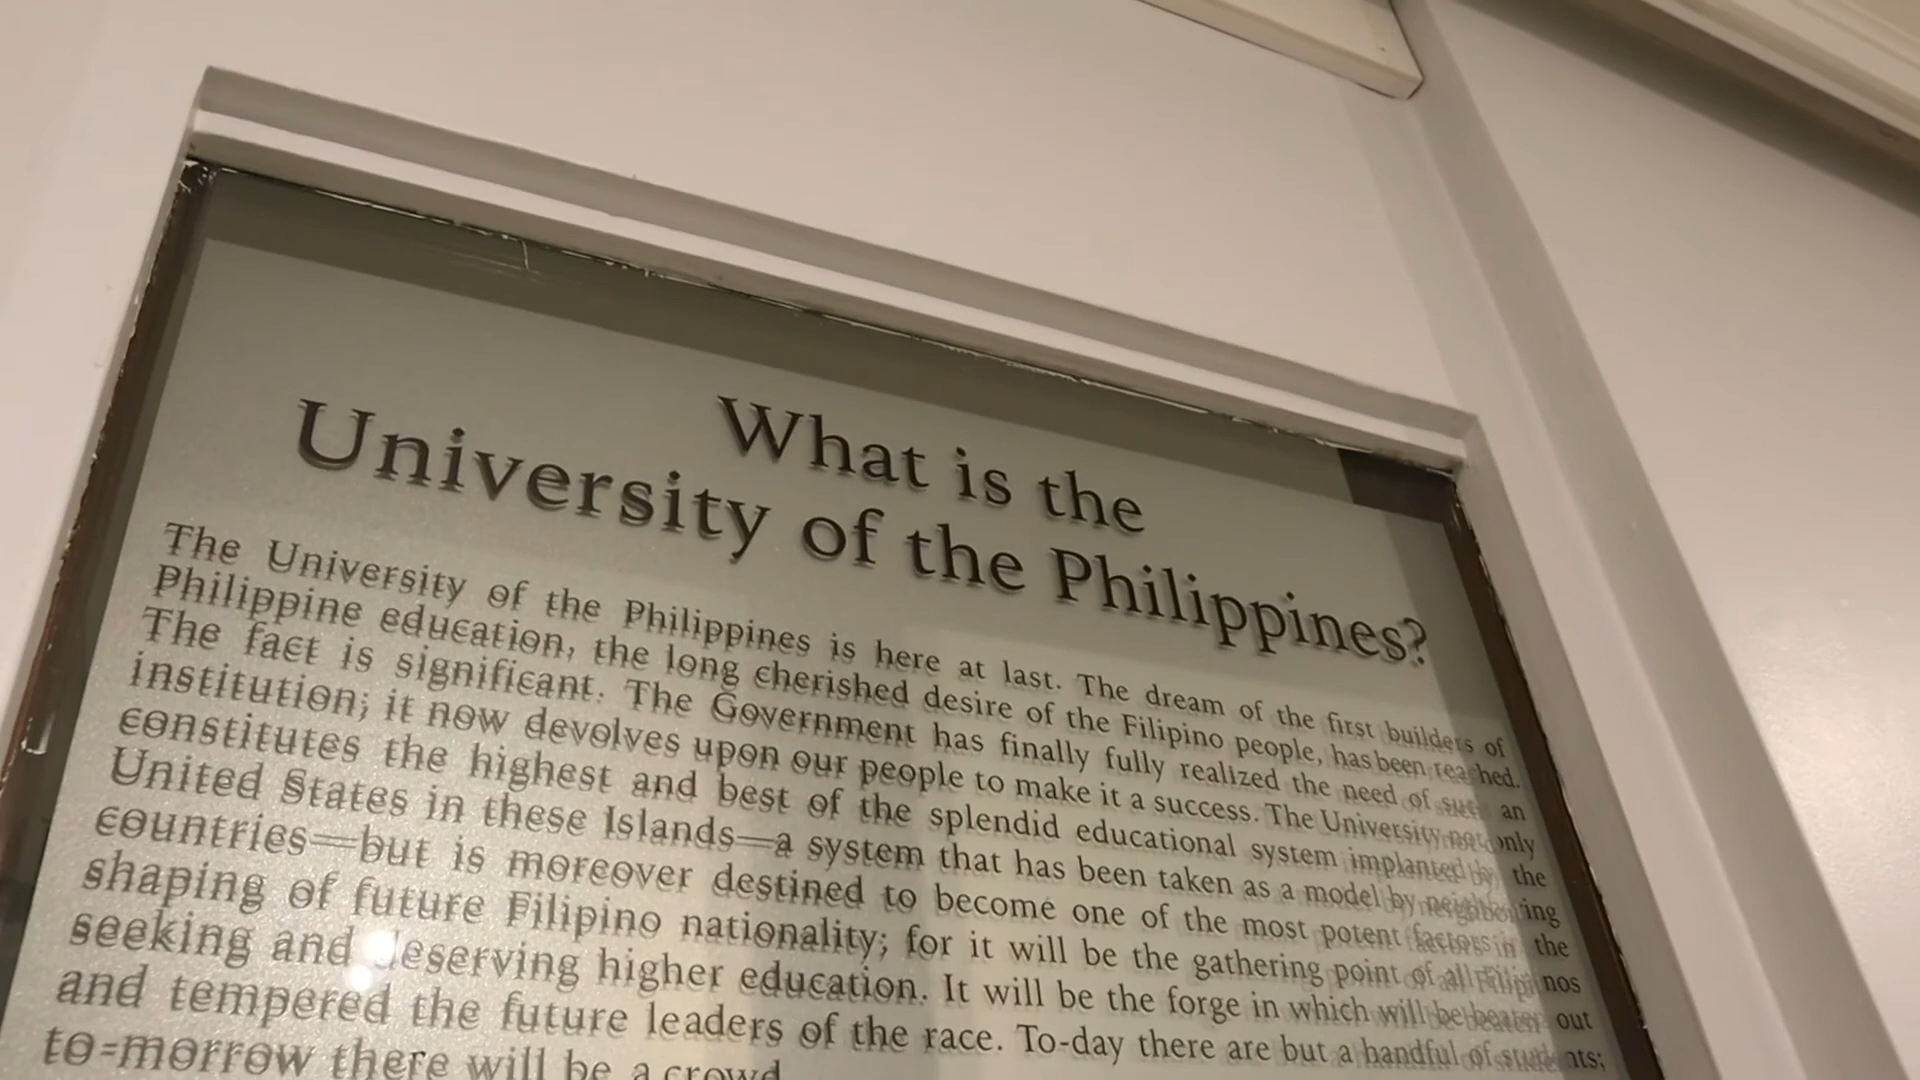 What is the
University of the Philippines?
The University of the Philippines is here at last. The dream of the first builders of
Philippine education, the long cherished desire of the Filipino people, has been reached.
The fact is significant. The Government has finally fully realized the need of such an
institution; it now devolves upon our people to make it a success. The University not only
constitutes the highest and best of the splendid educational system implanted by the
United States in these Islands—a system that has been taken as a model by neighboring
countries—but is moreover destined to become one of the most potent factors in the
shaping of future Filipino nationality; for it will be the gathering point of all Filipinos
seeking and deserving higher education. It will be the forge in which will be beaten out
and tempered the future leaders of the race. To-day there are but a handful of students;
to-morrow there will be a crowd